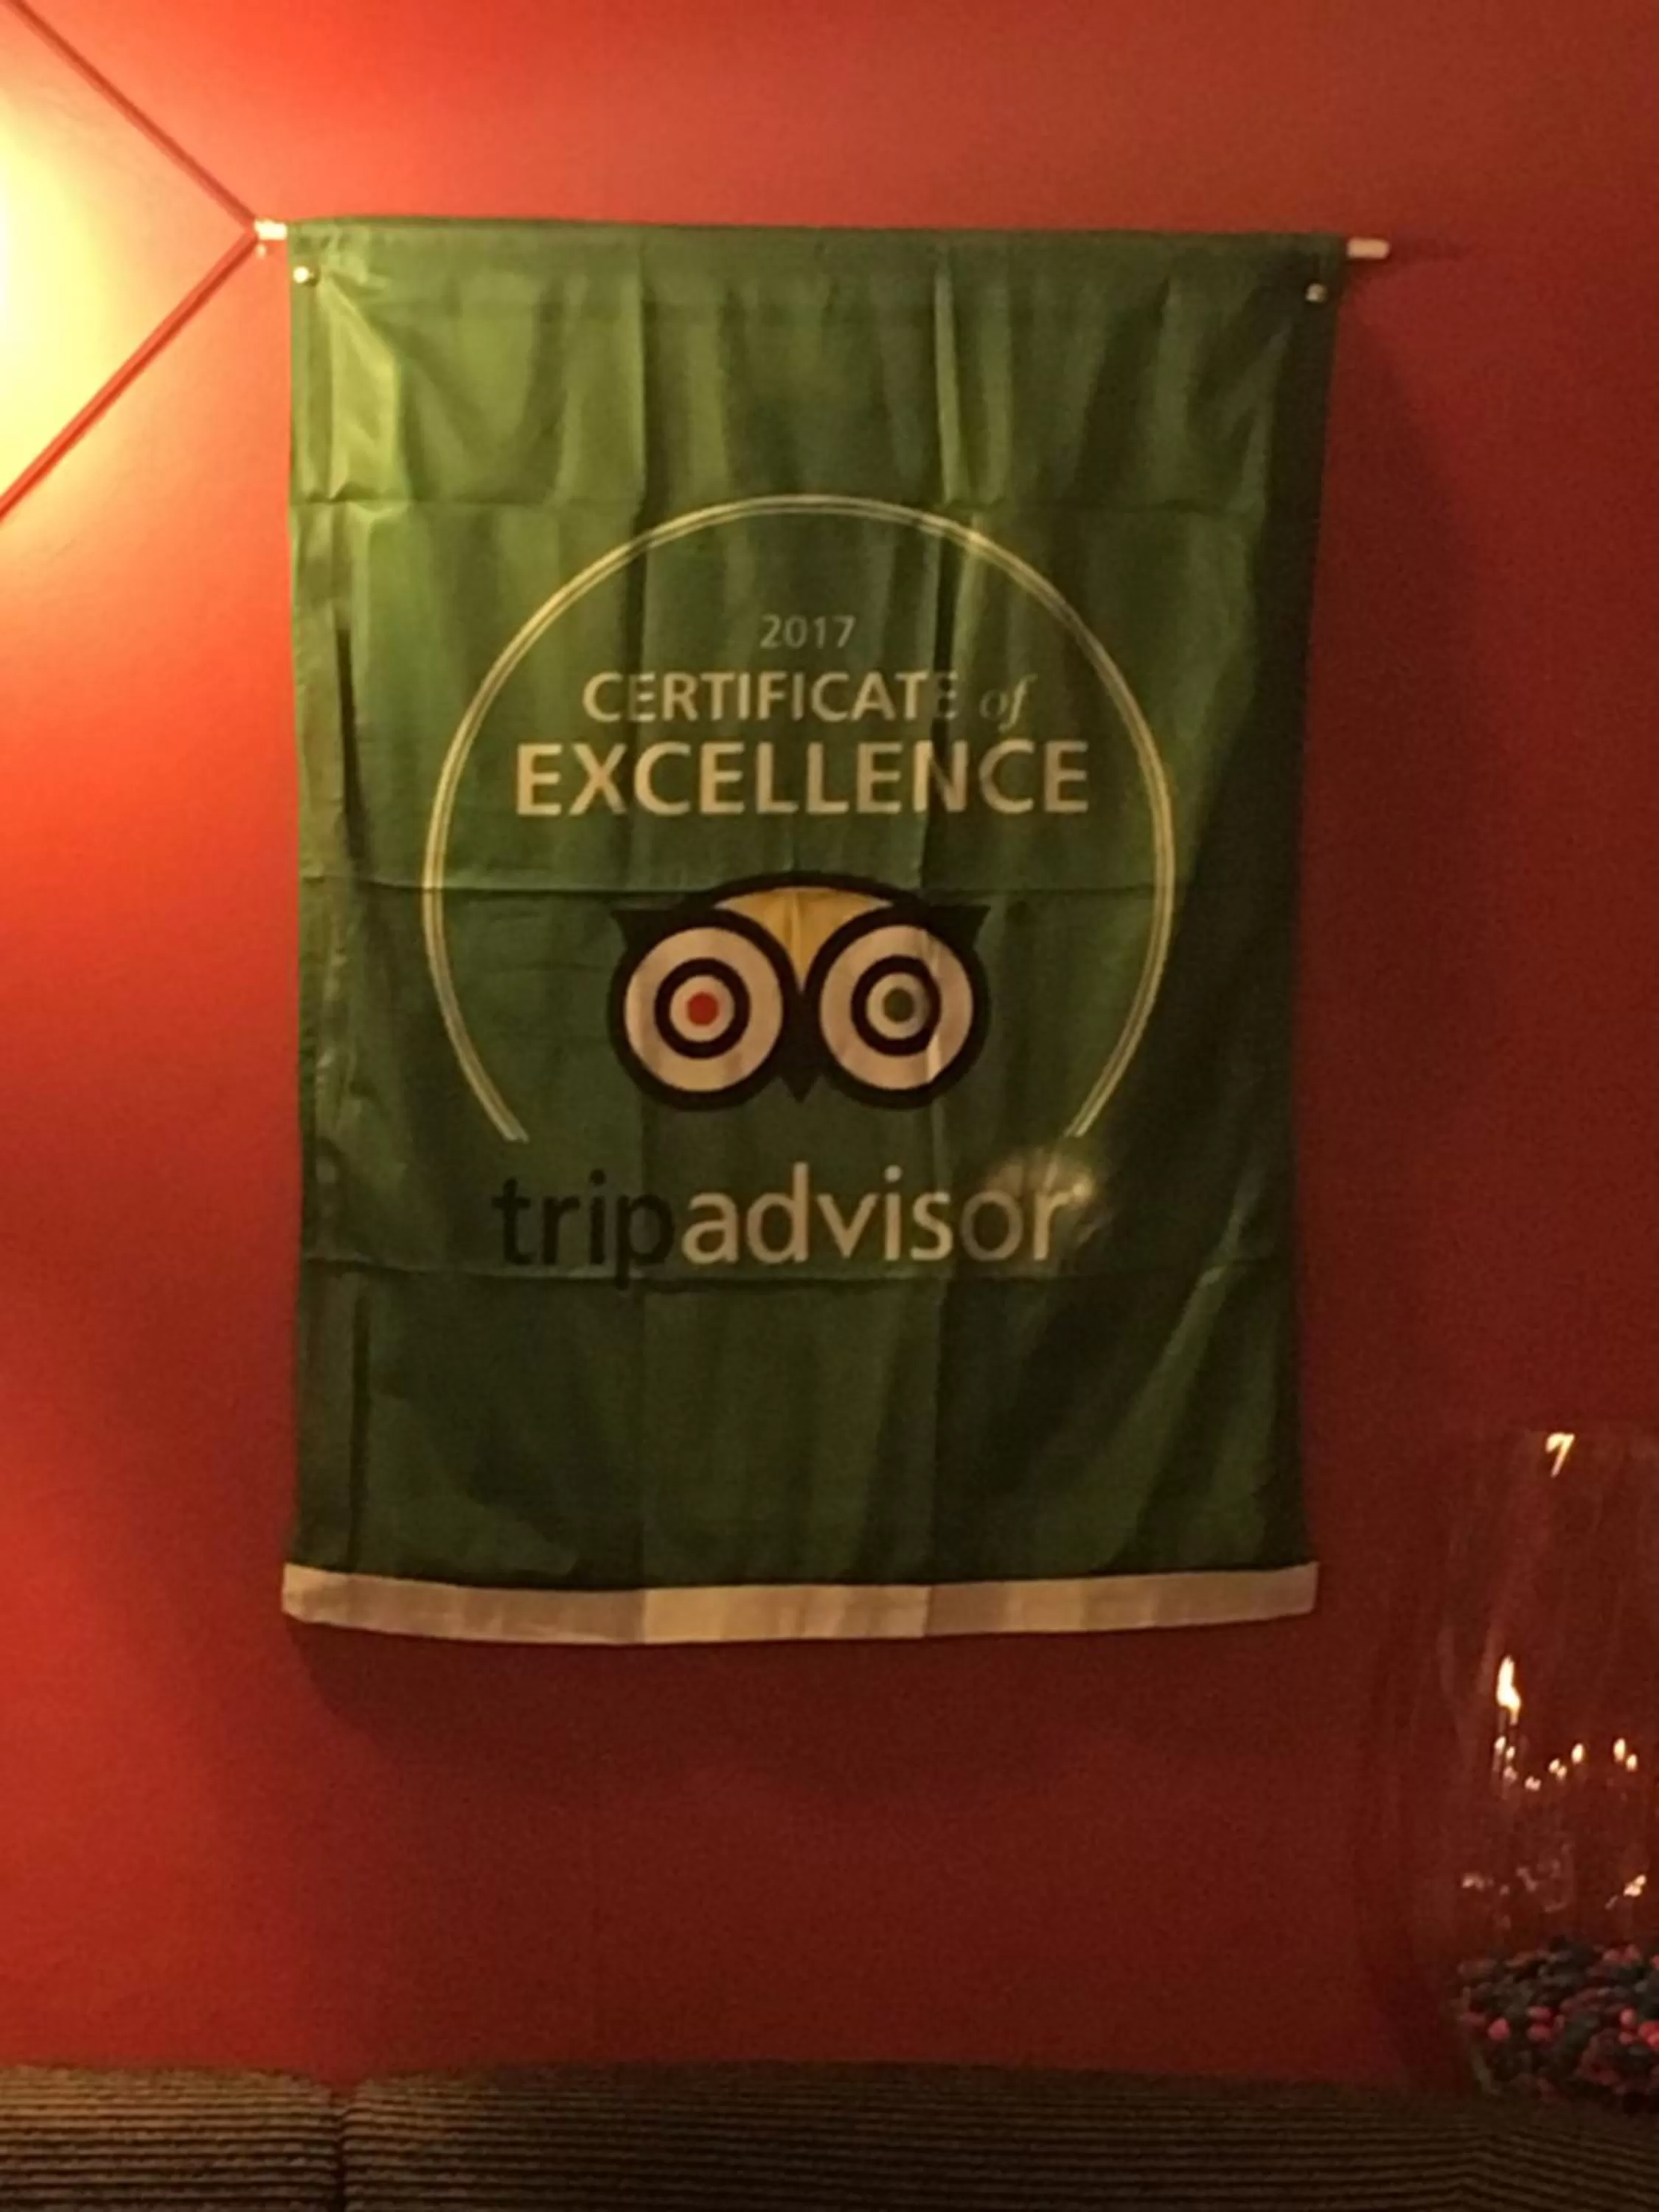 2017
CERTIFICATE of
EXCELLENCE
tripadvisor